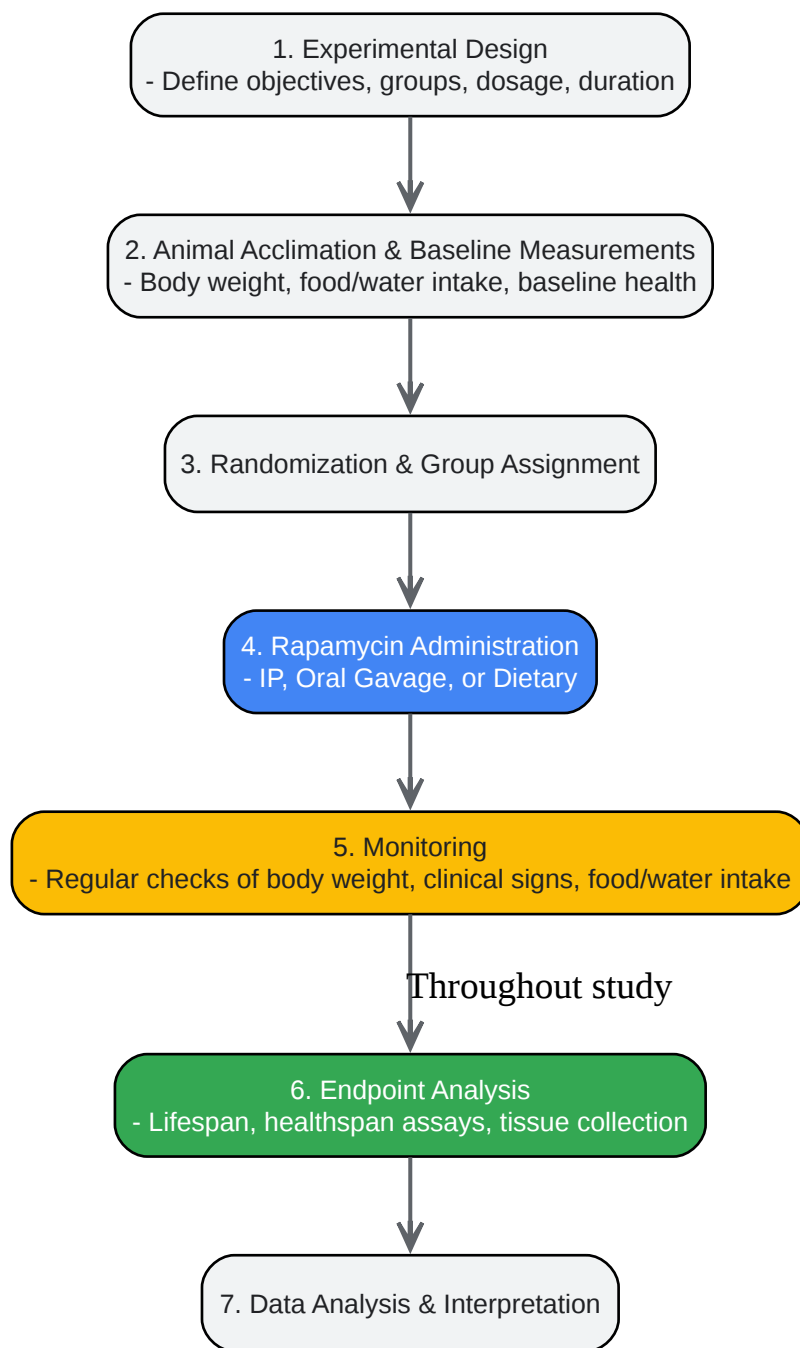 1. Experimental Design
- Define objectives, groups, dosage, duration
2. Animal Acclimation & Baseline Measurements
- Body weight, food/water intake, baseline health
3. Randomization & Group Assignment
4. Rapamycin Administration
- IP, Oral Gavage, or Dietary
5. Monitoring
- Regular checks of body weight, clinical signs, food/water intake
Throughout study
6. Endpoint Analysis
- Lifespan, healthspan assays, tissue collection
7. Data Analysis & Interpretation